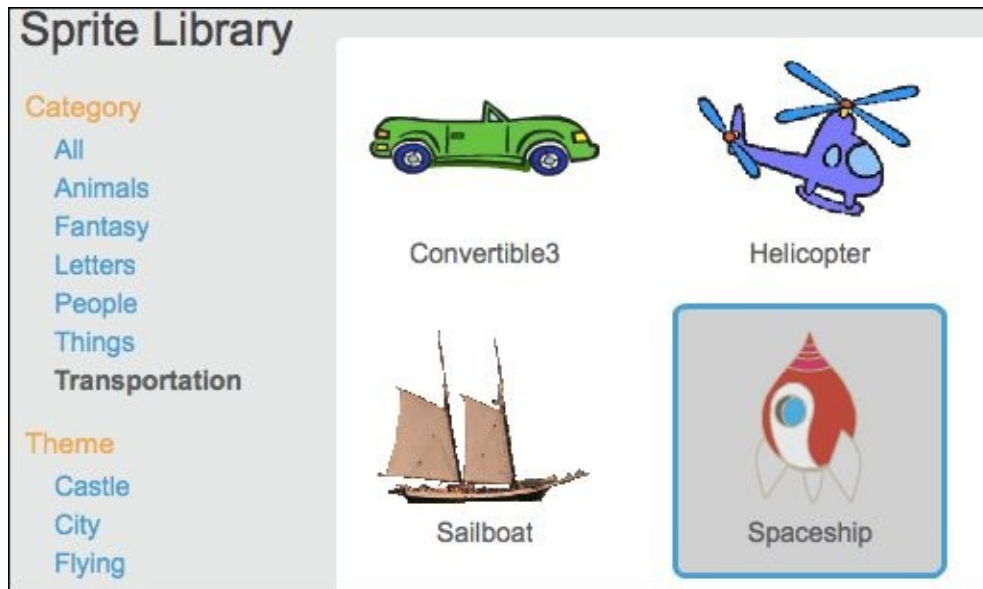 Sprite Library
Category
All
Animals
Fantasy
Letters
People
Things
Transportation
Theme
Castle
City
Flying
Convertible3
Helicopter
Sailboat
Spaceship